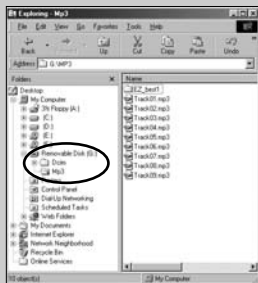 Exploring - Mp3
File Edit View Go Favorites Tools Help
Back Up Cut Copy Paste Undo
Address G:\MP3
Folders
Desktop
My Computer
3½ Floppy (A:)
(C:)
(D:)
Removable Disk (G:)
Dcim
Mp3
Control Panel
Dial-Up Networking
Scheduled Tasks
Web Folders
My Documents
Internet Explorer
Network Neighborhood
Recycle Bin
Online Services
Name
EZ_best1
Track01.mp3
Track02.mp3
Track03.mp3
Track04.mp3
Track05.mp3
Track06.mp3
Track07.mp3
Track08.mp3
Track09.mp3
10 object(s)
My Computer